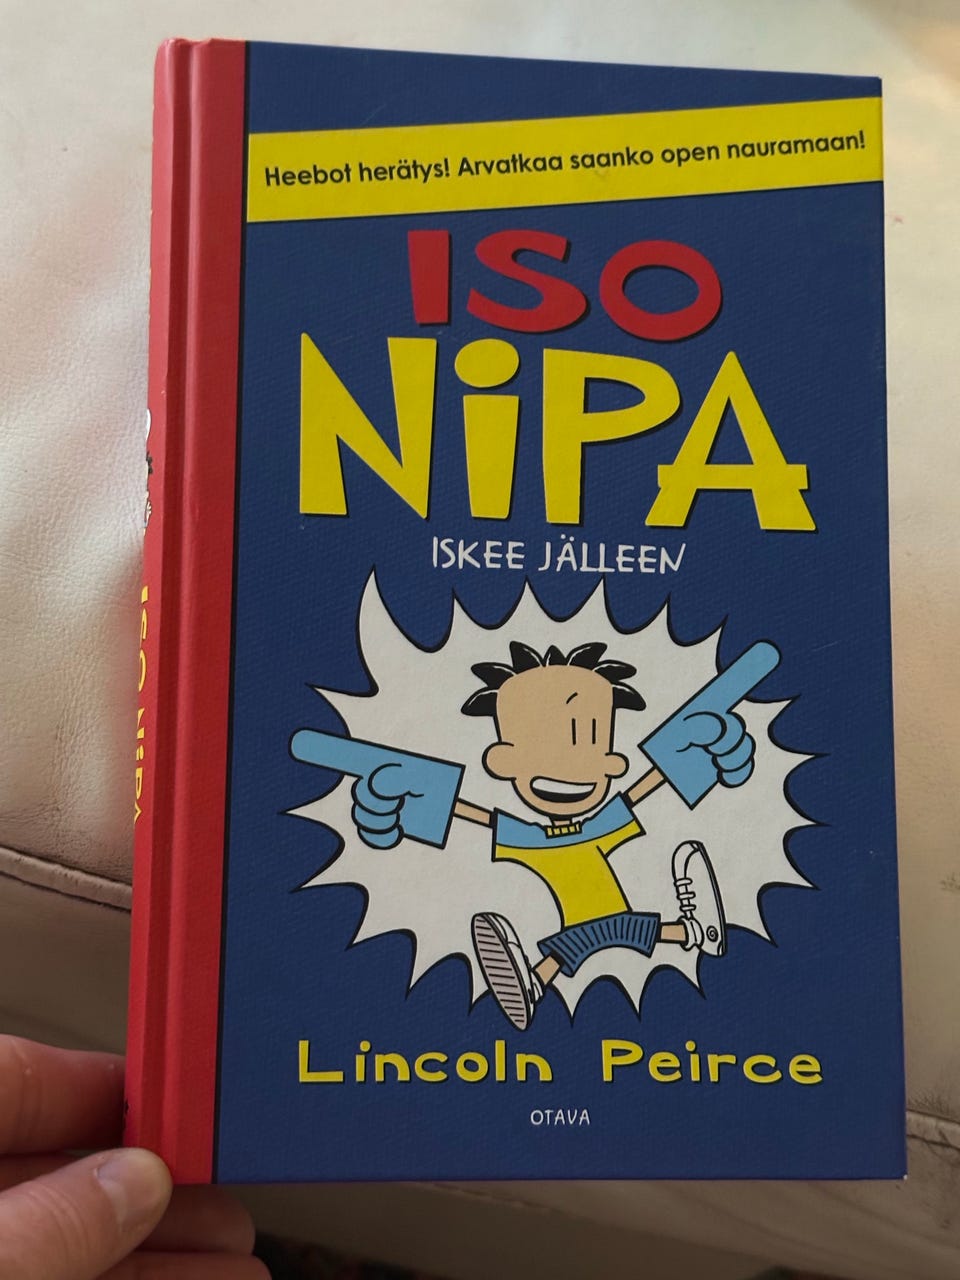 Heebot herätys! Arvatkaa saanko open nauramaan!
ISO
NiPA
ISKEE JÄLLEEN
Lincoln Peirce
OTAVA
ISO NiPA